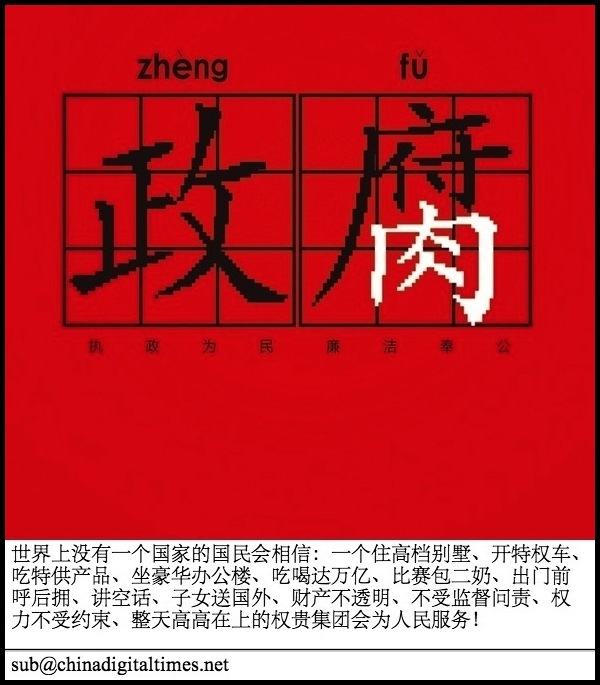 zhèng fǔ
政腐
执政为民 廉洁奉公
世界上没有一个国家的国民会相信：一个住高档别墅、开特权车、
吃特供产品、坐豪华办公楼、吃喝达万亿、比赛包二奶、出门前
呼后拥、讲空话、子女送国外、财产不透明、不受监督问责、权
力不受约束、整天高高在上的权贵集团会为人民服务！
sub@chinadigitaltimes.net